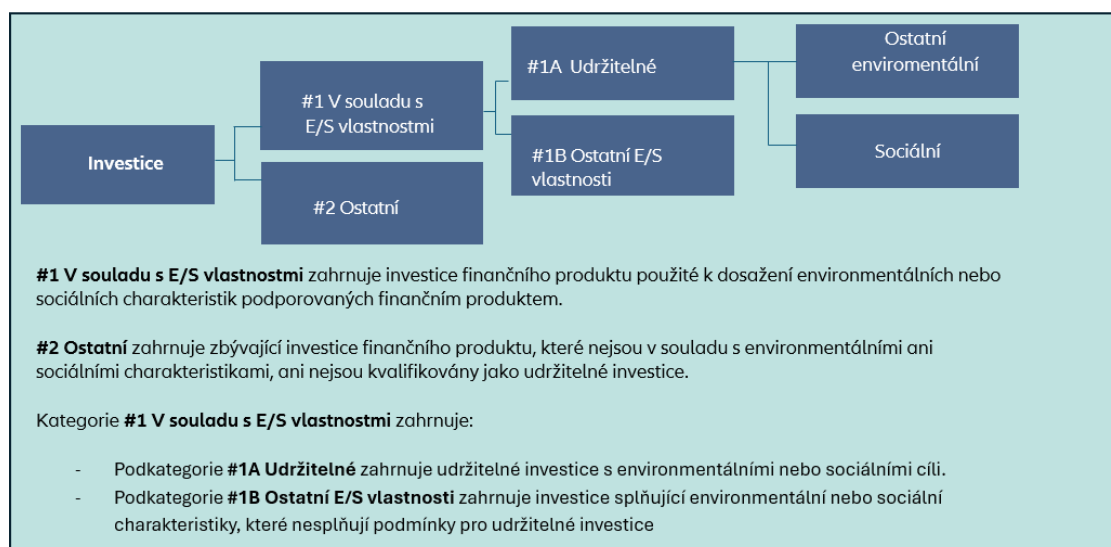 Investice
#1 V souladu s
E/S vlastnostmi
#2 Ostatní
#1A Udržitelné
#1B Ostatní E/S
vlastnosti
Ostatní
enviromentální
Sociální
#1 V souladu s E/S vlastnostmi zahrnuje investice finančního produktu použité k dosažení environmentálních nebo
sociálních charakteristik podporovaných finančním produktem.
#2 Ostatní zahrnuje zbývající investice finančního produktu, které nejsou v souladu s environmentálními ani
sociálními charakteristikami, ani nejsou kvalifikovány jako udržitelné investice.
Kategorie #1 V souladu s E/S vlastnostmi zahrnuje:
- Podkategorie #1A Udržitelné zahrnuje udržitelné investice s environmentálními nebo sociálními cíli.
- Podkategorie #1B Ostatní E/S vlastnosti zahrnuje investice splňující environmentální nebo sociální
charakteristiky, které nesplňují podmínky pro udržitelné investice